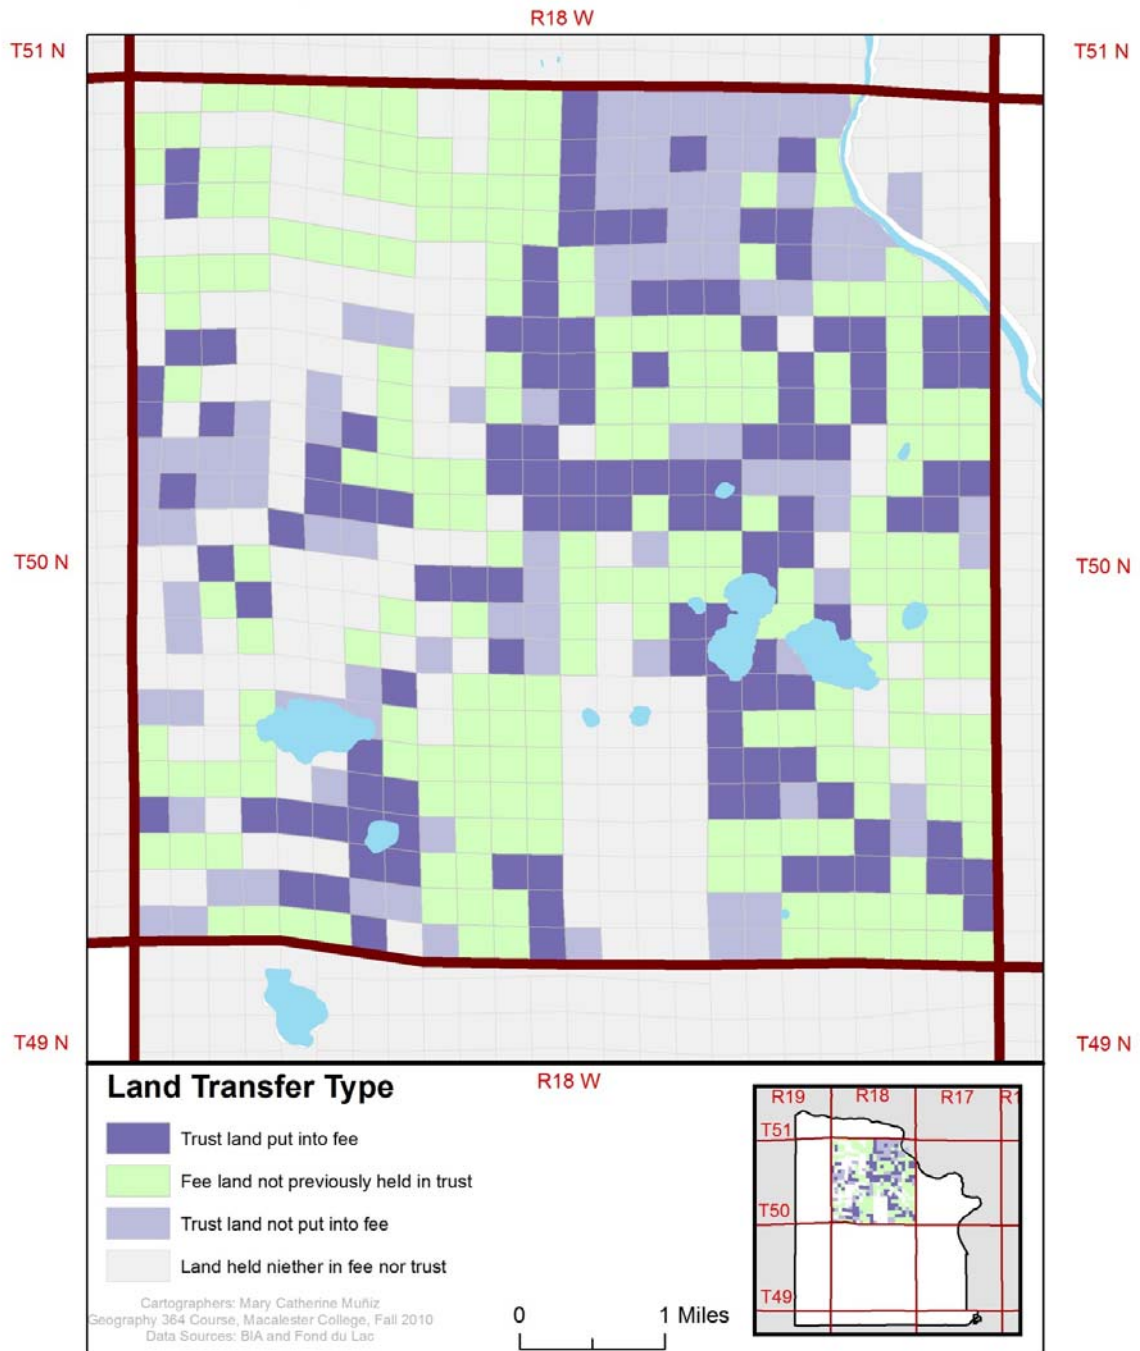 R18 W
T51 N
T51 N
T50 N
T50 N
T49 N
T49 N
R18 W
Land Transfer Type
Trust land put into fee
Fee land not previously held in trust
Trust land not put into fee
Land held niether in fee nor trust
Cartographers: Mary Catherine Muñiz
Geography 364 Course, Macalester College, Fall 2010
Data Sources: BIA and Fond du Lac
0 1 Miles
R19 R18 R17 R1
T51
T50
T49